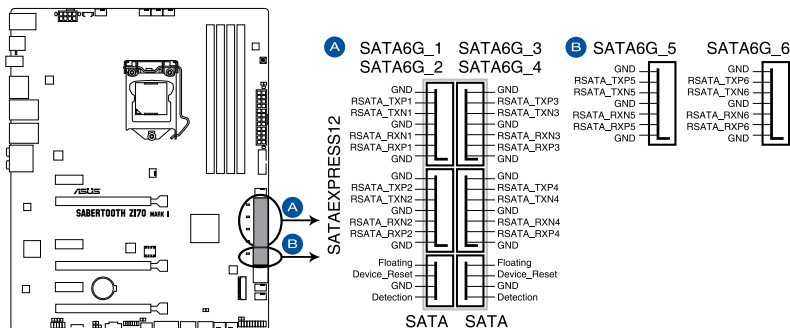 ASUS
SABERTOOTH Z170 MARK 1
A
B
A
SATA6G_1 SATA6G_3
SATA6G_2 SATA6G_4
SATAEXPRESS12
GND
RSATA_TXP1
RSATA_TXN1
GND
RSATA_RXN1
RSATA_RXP1
GND
GND
RSATA_TXP3
RSATA_TXN3
GND
RSATA_RXN3
RSATA_RXP3
GND
GND
RSATA_TXP2
RSATA_TXN2
GND
RSATA_RXN2
RSATA_RXP2
GND
GND
RSATA_TXP4
RSATA_TXN4
GND
RSATA_RXN4
RSATA_RXP4
GND
Floating
Device_Reset
GND
Detection
Floating
Device_Reset
GND
Detection
SATA SATA
B
SATA6G_5 SATA6G_6
GND
RSATA_TXP5
RSATA_TXN5
GND
RSATA_RXN5
RSATA_RXP5
GND
GND
RSATA_TXP6
RSATA_TXN6
GND
RSATA_RXN6
RSATA_RXP6
GND